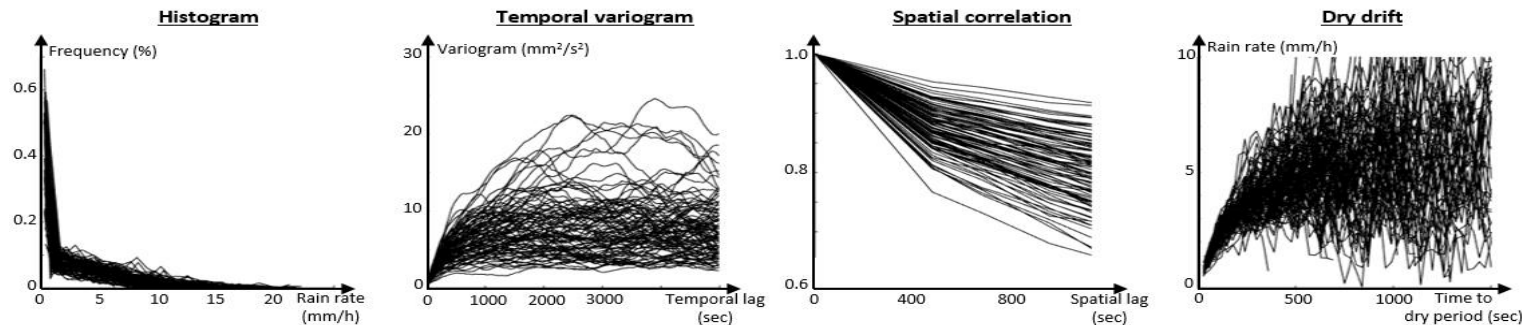 Histogram
Frequency (%)
0.6
0.4
0.2
0
0
5
10
15
20
Rain rate
(mm/h)
Temporal variogram
Variogram (mm²/s²)
30
20
10
0
0
1000
2000
3000
Temporal lag
(sec)
Spatial correlation
1.0
0.8
0.6
0
400
800
Spatial lag
(sec)
Dry drift
Rain rate (mm/h)
10
5
0
0
500
1000
Time to
dry period (sec)